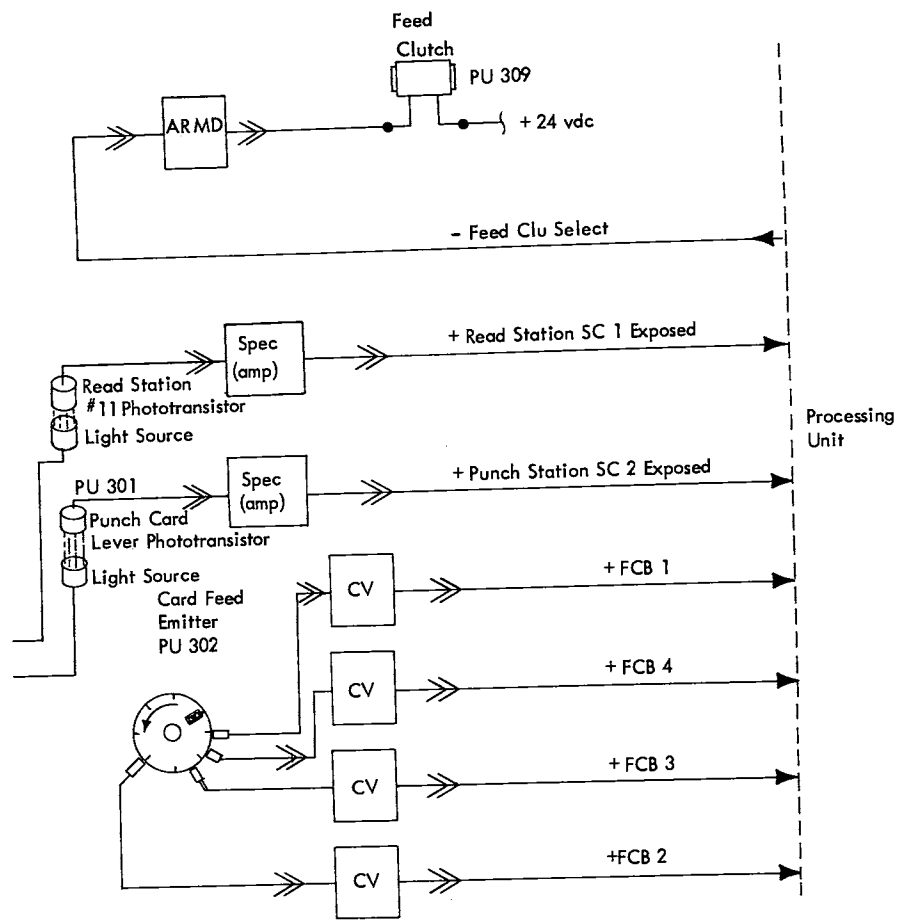 Feed
Clutch
PU 309
ARMD
+ 24 vdc
- Feed Clu Select
+ Read Station SC 1 Exposed
Spec
(amp)
Read Station
#11 Phototransistor
Light Source
Processing
Unit
+ Punch Station SC 2 Exposed
PU 301
Spec
(amp)
Punch Card
Lever Phototransistor
Light Source
Card Feed
Emitter
PU 302
CV
+ FCB 1
CV
+ FCB 4
CV
+ FCB 3
CV
+FCB 2